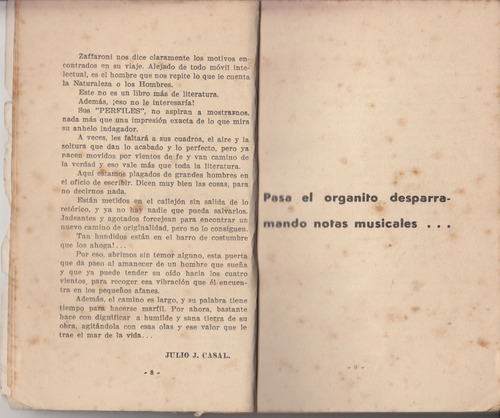 Zaffaroni nos dice claramente los motivos en-
contrados en su viaje. Alejado de todo móvil inte-
lectual, es el hombre que nos repite lo que le cuenta
la Naturaleza o los Hombres.
Este no es un libro más de literatura.
Además, ¡eso no le interesaría!
Sus "PERFILES", no aspiran a mostrarnos,
nada más que una impresión exacta de lo que mira
su anhelo indagador.
A veces, les faltará a sus cuadros, el aire y la
soltura que dan lo acabado y lo perfecto, pero ya
nacen movidos por vientos de fe y van camino de
la verdad y eso vale más que toda la literatura.
Aquí estamos plagados de grandes hombres en
el oficio de escribir. Dicen muy bien las cosas, para
no decirnos nada.
Están metidos en el callejón sin salida de lo
retórico, y ya no hay nadie que pueda salvarlos.
Jadeantes y agotados forcejean para encontrar un
nuevo camino de originalidad, pero no lo consiguen.
Tan hundidos están en el barro de costumbre
que los ahoga!...
Por eso, abrimos sin temor alguno, esta puerta
que da paso al amanecer de un hombre que sueña
y que ya puede tender su oído hacia los cuatro
vientos, para recoger esa vibración que él encuen-
tra en los pequeños afanes.
Además, el camino es largo, y su palabra tiene
tiempo para hacerse marfil. Por ahora, bastante
hace con dignificar a humilde y sana tierra de su
obra, agitándola con esas olas y ese valor que le
trae el mar de la vida...
JULIO J. CASAL.
- 8 -
Pasa el organito desparra-
mando notas musicales ...
- 9 -